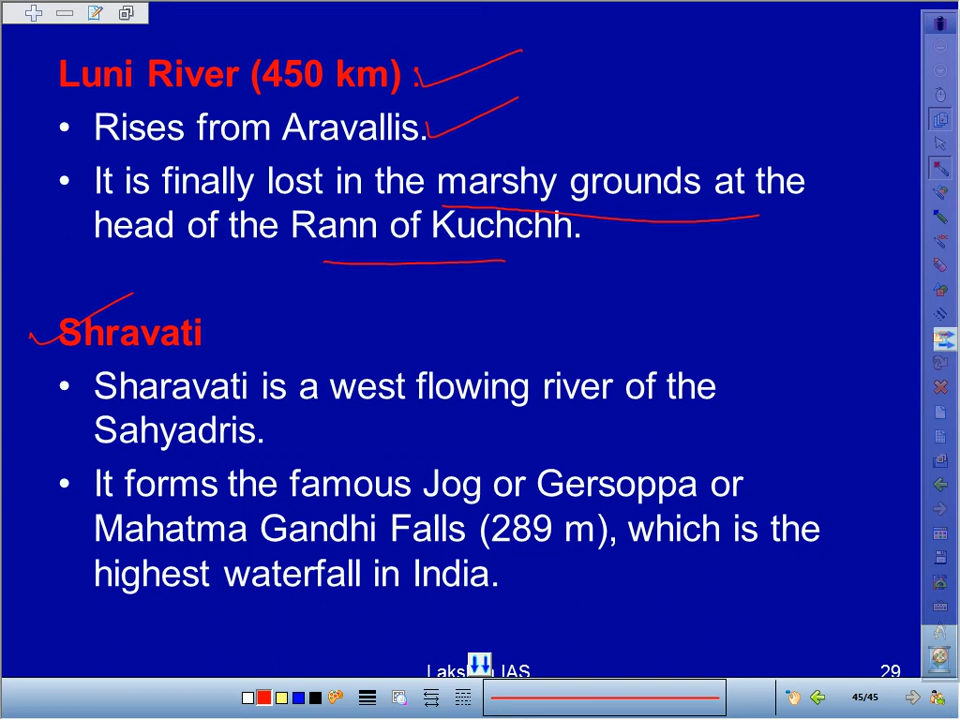 Luni River (450 km) :
• Rises from Aravallis.
• It is finally lost in the marshy grounds at the
head of the Rann of Kuchchh.
Shravati
• Sharavati is a west flowing river of the
Sahyadris.
• It forms the famous Jog or Gersoppa or
Mahatma Gandhi Falls (289 m), which is the
highest waterfall in India.
IAS
29
45/45